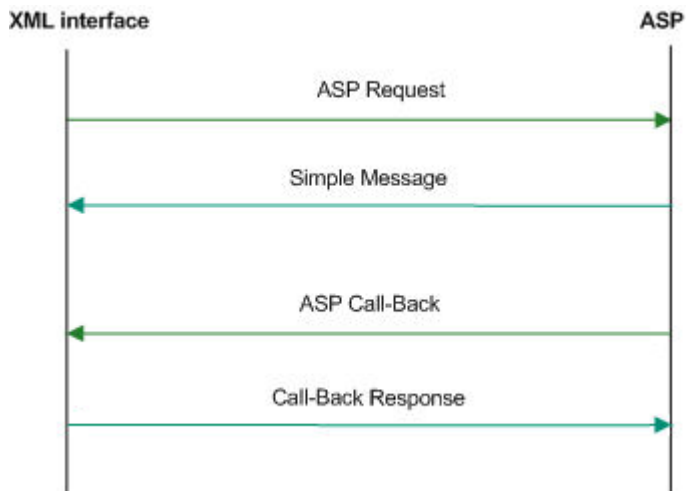 XML interface
ASP
ASP Request
Simple Message
ASP Call-Back
Call-Back Response